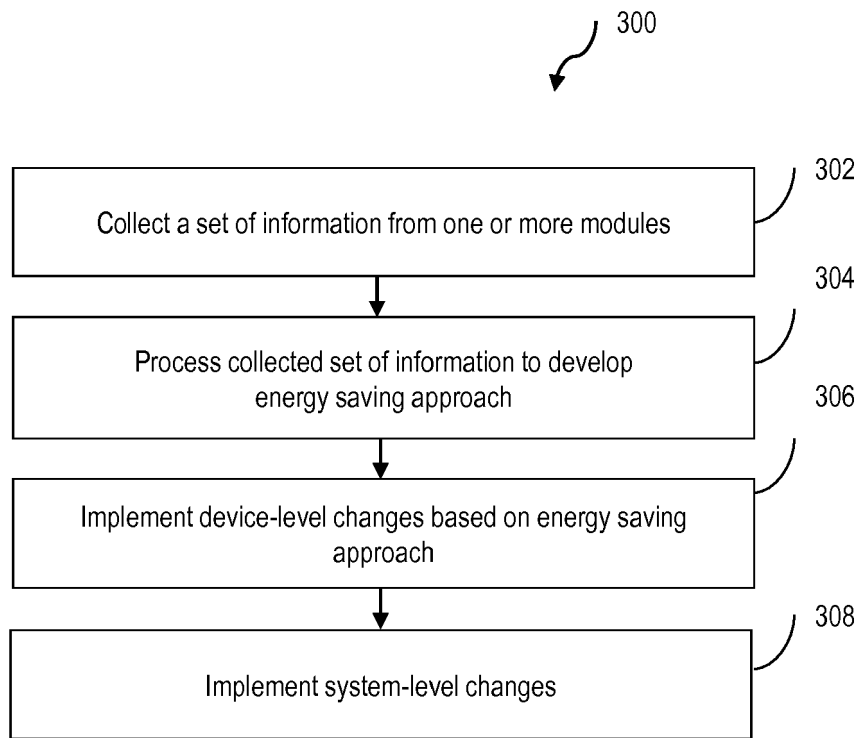 300
302
Collect a set of information from one or more modules
304
Process collected set of information to develop
energy saving approach
306
Implement device-level changes based on energy saving
approach
308
Implement system-level changes